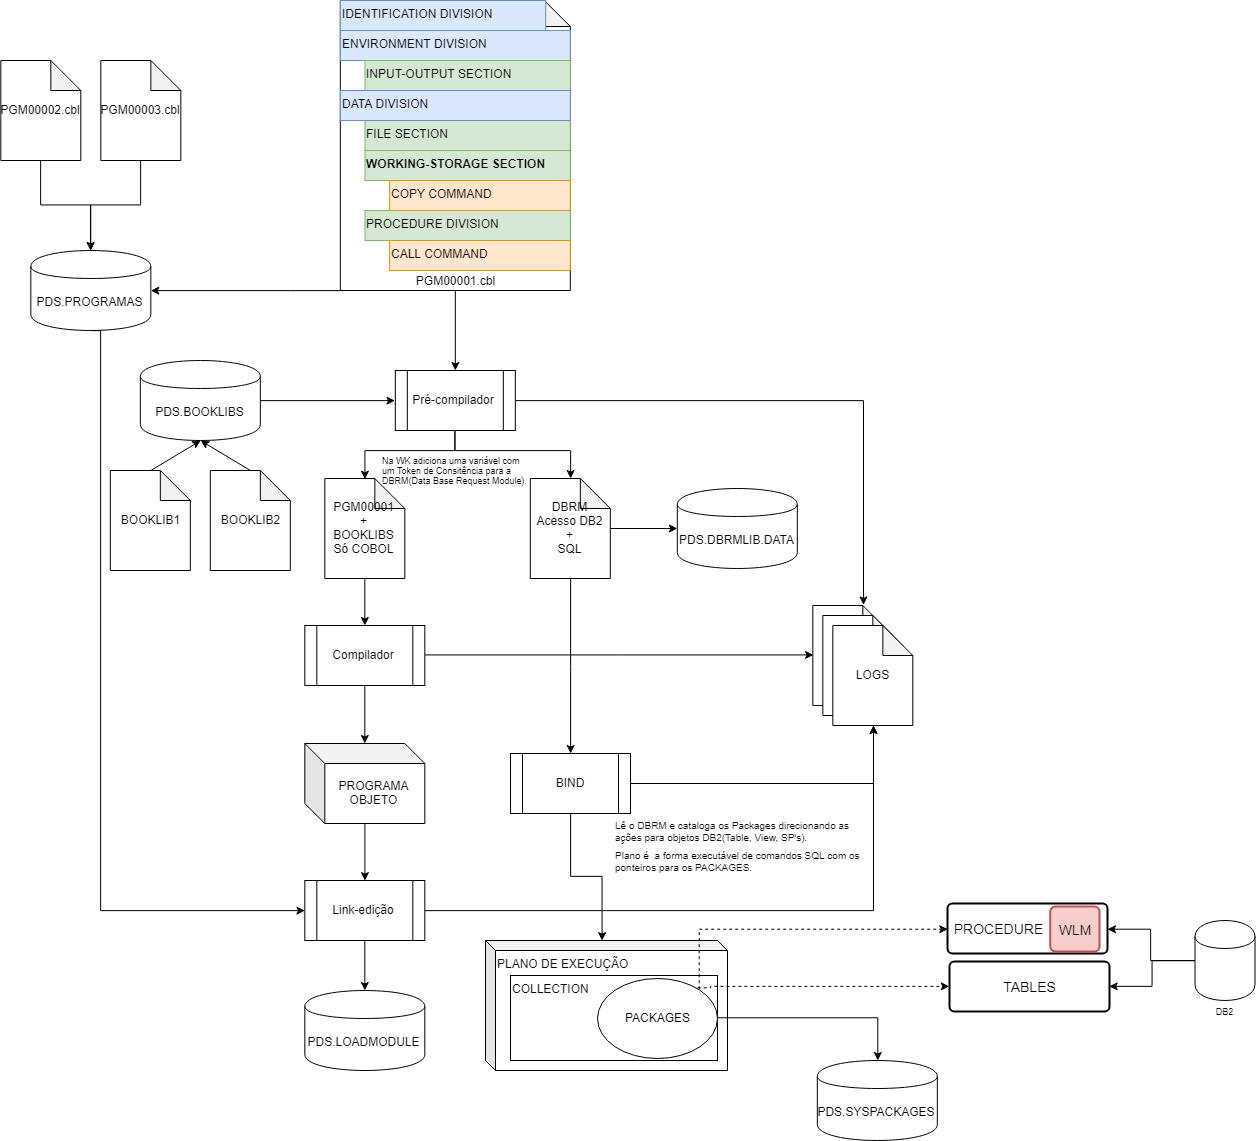 IDENTIFICATION DIVISION
ENVIRONMENT DIVISION
INPUT-OUTPUT SECTION
DATA DIVISION
FILE SECTION
WORKING-STORAGE SECTION
COPY COMMAND
PROCEDURE DIVISION
CALL COMMAND
PGM00001.cbl
PGM00002.cbl
PGM00003.cbl
PDS.PROGRAMAS
PDS.BOOKLIBS
Pré-compilador
BOOKLIB1
BOOKLIB2
Na WK adiciona uma variável com
um Token de Consitência para a
DBRM(Data Base Request Module).
PGM00001
+
BOOKLIBS
Só COBOL
DBRM
Acesso DB2
+
SQL
PDS.DBRMLIB.DATA
Compilador
LOGS
PROGRAMA
OBJETO
BIND
Lê o DBRM e cataloga os Packages direcionando as
ações para objetos DB2(Table, View, SP's).
Plano é a forma executável de comandos SQL com os
ponteiros para os PACKAGES.
Link-edição
PLANO DE EXECUÇÃO
COLLECTION
PACKAGES
PROCEDURE
WLM
TABLES
DB2
PDS.LOADMODULE
PDS.SYSPACKAGES